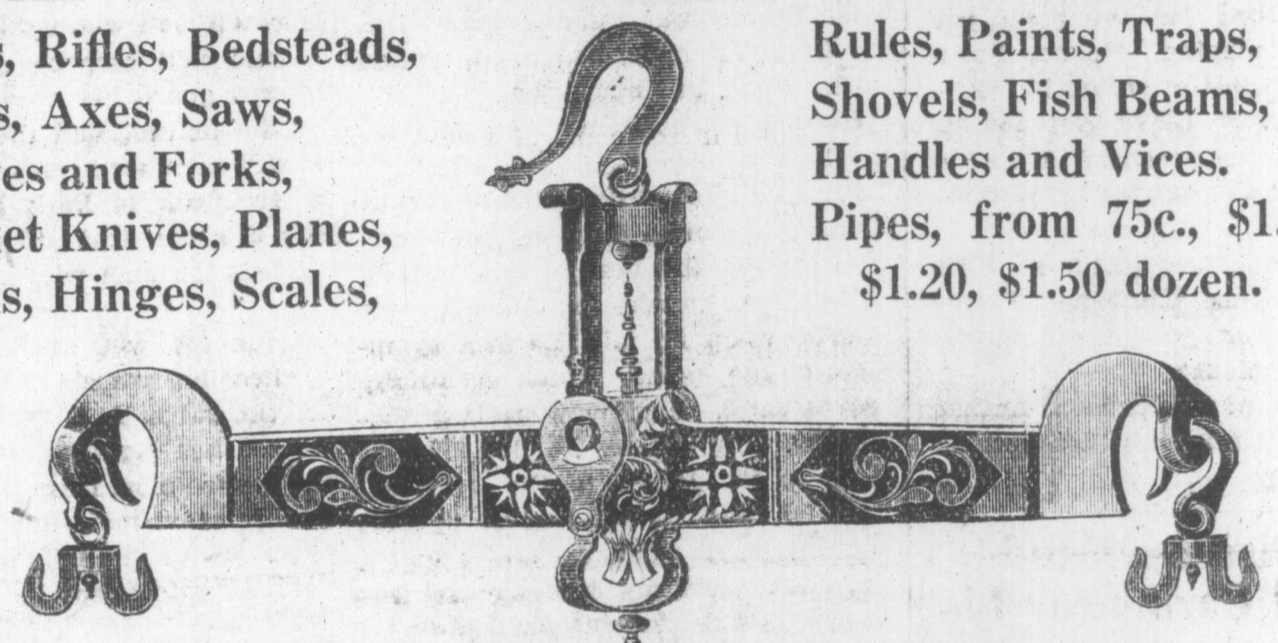 Rifles, Bedsteads,
Axes, Saws,
and Forks,
Knives, Planes,
Hinges, Scales,
Rules, Paints, Traps,
Shovels, Fish Beams,
Handles and Vices.
Pipes, from 75c., $1.
$1.20, $1.50 dozen.